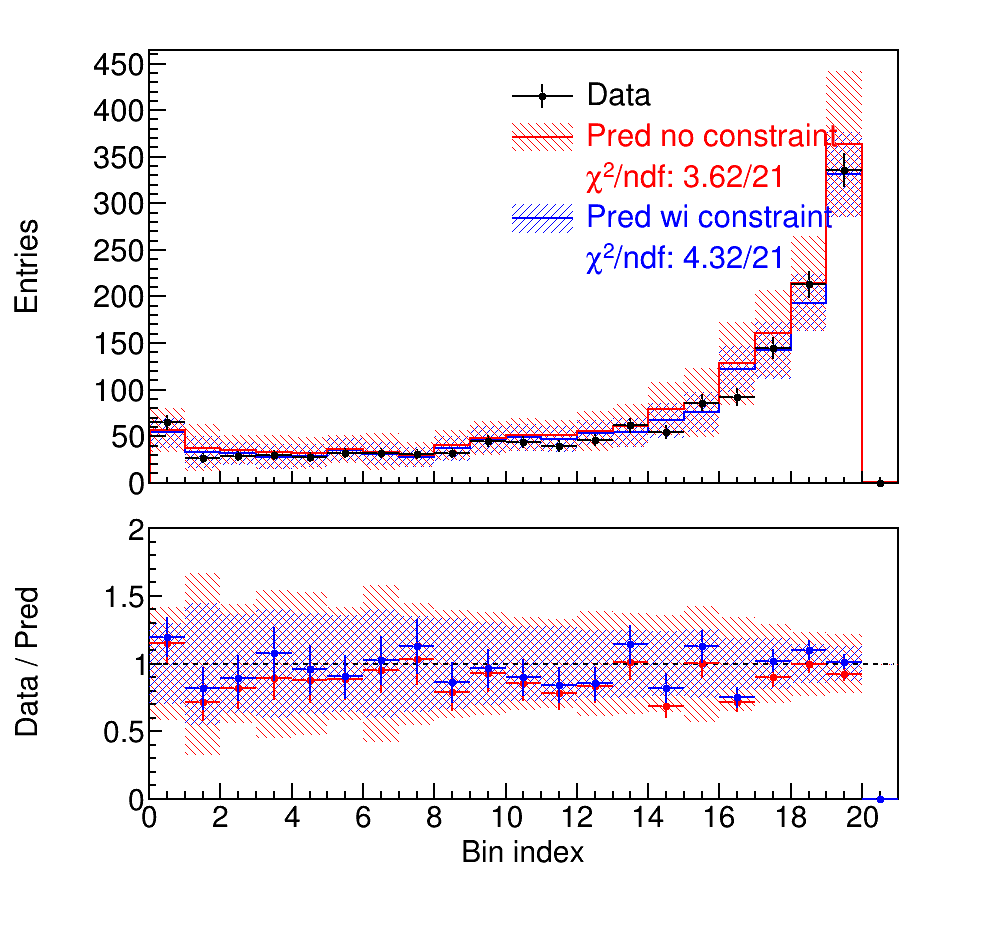 450
400
350
300
250
200
150
100
50
0
Entries
Data
Pred no constraint
χ²/ndf: 3.62/21
Pred wi constraint
χ²/ndf: 4.32/21
2
1.5
1
0.5
0
Data / Pred
0 2 4 6 8 10 12 14 16 18 20
Bin index